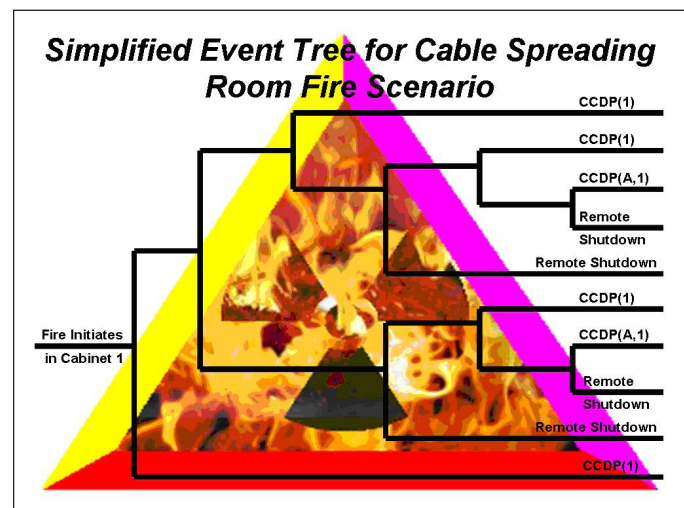 Simplified Event Tree for Cable Spreading
Room Fire Scenario
CCDP(1)
CCDP(1)
CCDP(A,1)
Remote
Shutdown
Remote Shutdown
CCDP(1)
Fire Initiates
in Cabinet 1
CCDP(A,1)
Remote
Shutdown
Remote Shutdown
CCDP(1)